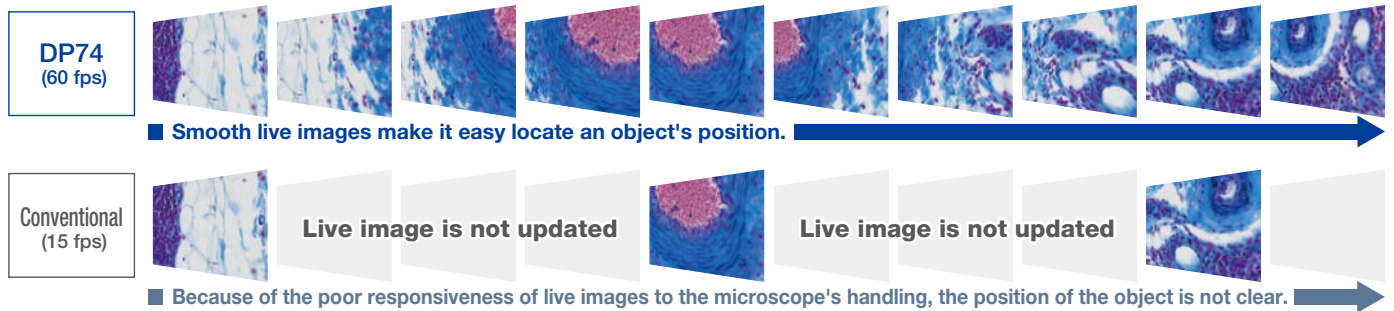 DP74
(60 fps)
Smooth live images make it easy locate an object's position.
Conventional
(15 fps)
Live image is not updated
Live image is not updated
Because of the poor responsiveness of live images to the microscope's handling, the position of the object is not clear.